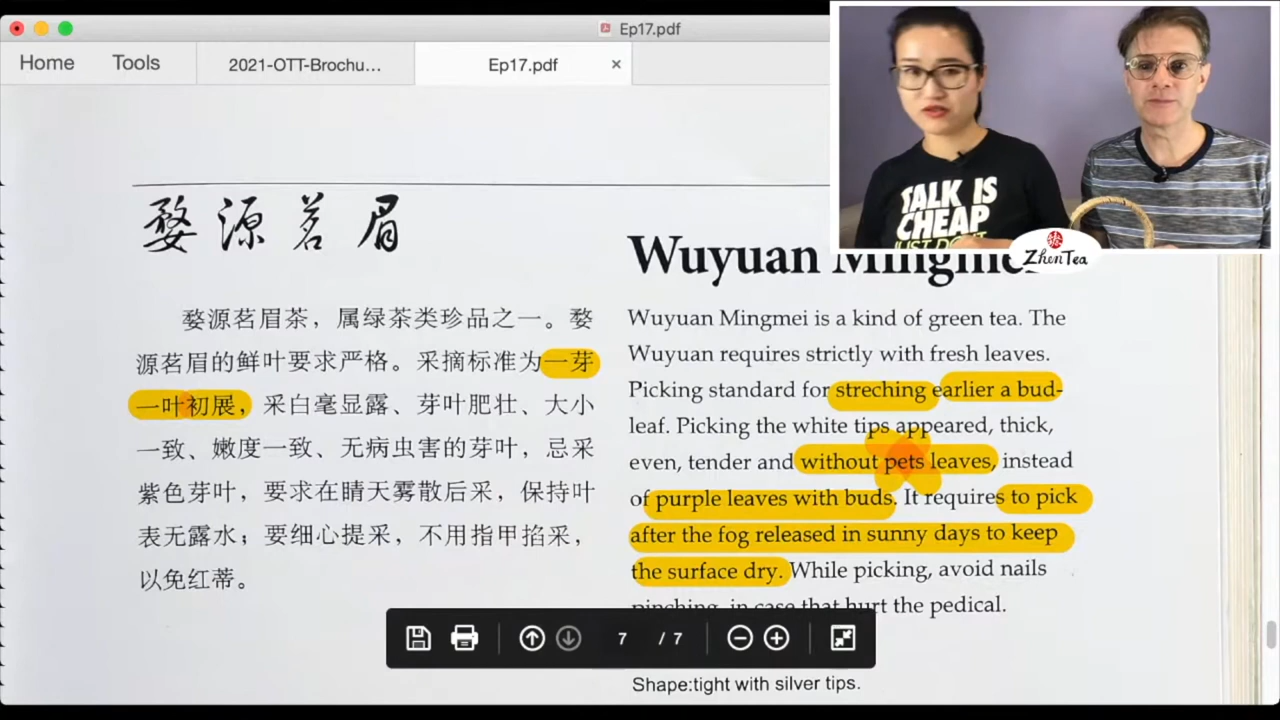 Ep17.pdf
Home
Tools
2021-OTT-Brochu...
Ep17.pdf
×
TALK IS
CHEAP
Zhen Tea
婺源茗眉
婺源茗眉茶，属绿茶类珍品之一。婺
源茗眉的鲜叶要求严格。采摘标准为一芽
一叶初展，采白毫显露、芽叶肥壮、大小
一致、嫩度一致、无病虫害的芽叶，忌采
紫色芽叶，要求在睛天雾散后采，保持叶
表无露水；要细心提采，不用指甲掐采，
以免红蒂。
Wuyuan
Wuyuan Mingmei is a kind of green tea. The
Wuyuan requires strictly with fresh leaves.
Picking standard for streching earlier a bud-
leaf. Picking the white tips appeared, thick,
even, tender and without pets leaves, instead
of purple leaves with buds. It requires to pick
after the fog released in sunny days to keep
the surface dry. While picking, avoid nails
pinching, in case that hurt the pedical.
7 / 7
Shape:tight with silver tips.